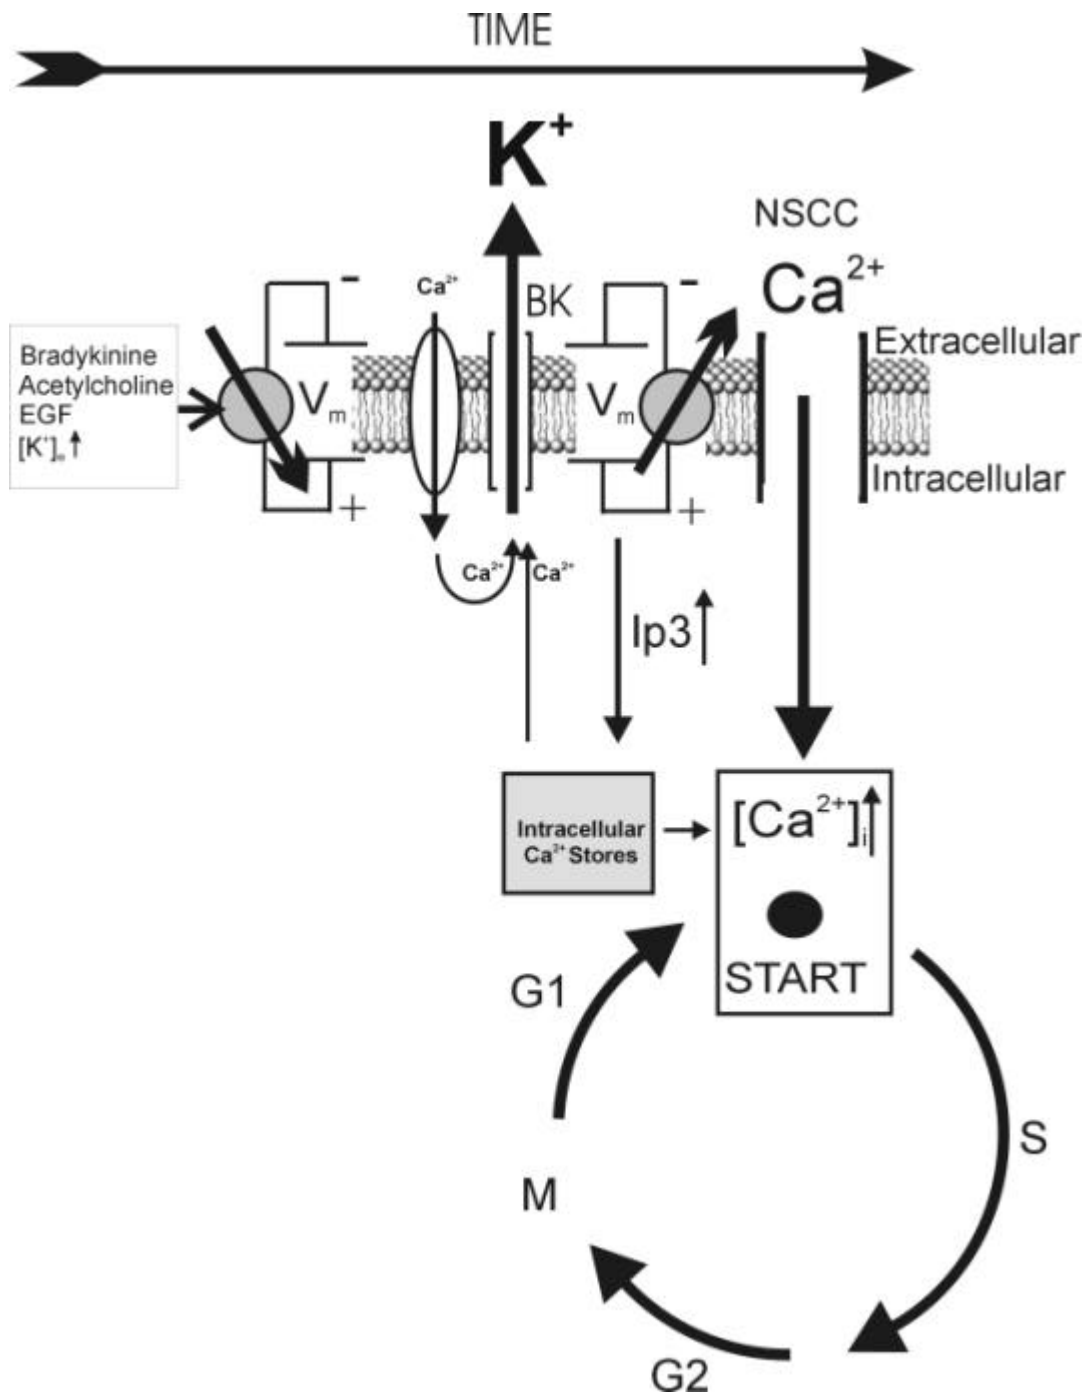 TIME
K⁺
NSCC
Ca²⁺
-
Ca²⁺
BK
-
Bradykinine
Acetylcholine
EGF
Vₘ
Vₘ
Extracellular
Intracellular
+
+
Ca²⁺
Ca²⁺
Ip3
Intracellular
Ca²⁺ Stores
[Ca²⁺]ᵢ
START
G1
S
M
G2